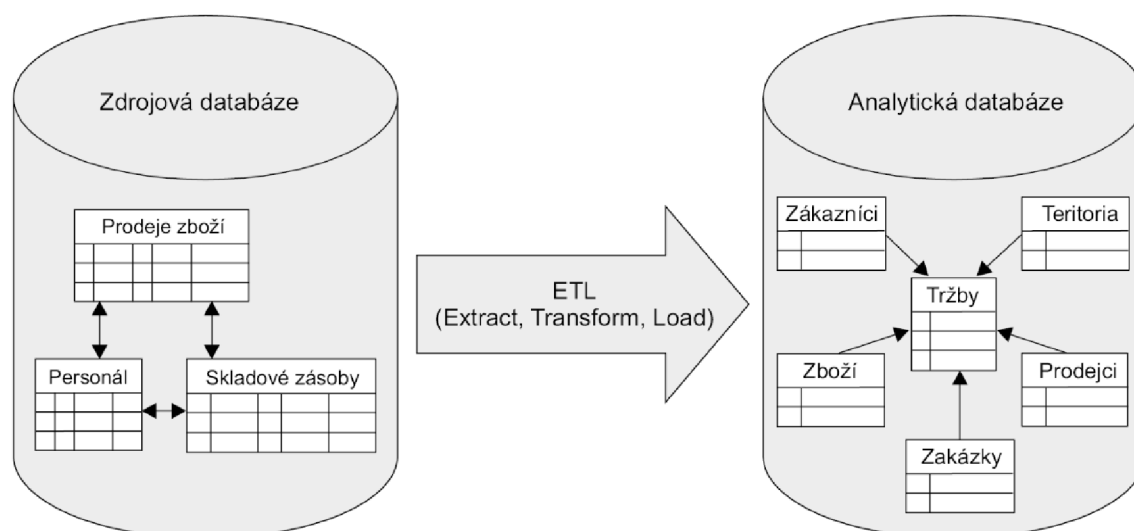 Zdrojová databáze
Prodeje zboží
Personál
Skladové zásoby
ETL
(Extract, Transform, Load)
Analytická databáze
Zákazníci
Teritoria
Tržby
Zboží
Prodejci
Zakázky